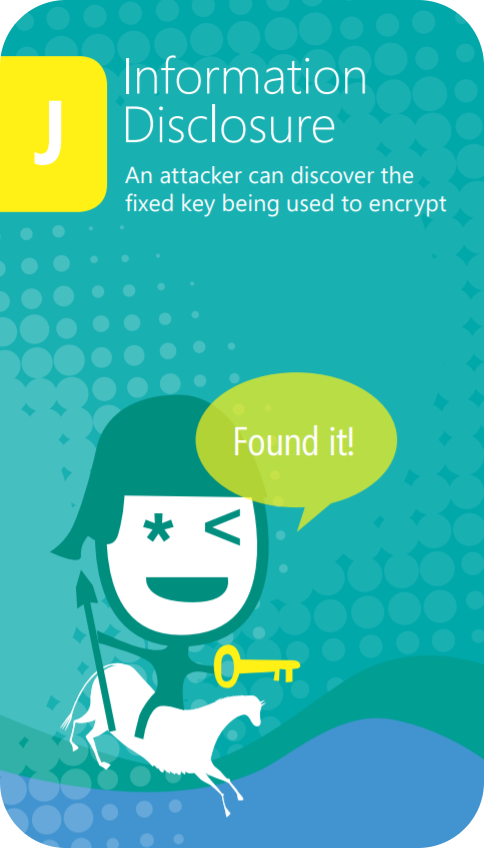 J
Information
Disclosure
An attacker can discover the
fixed key being used to encrypt
Found it!